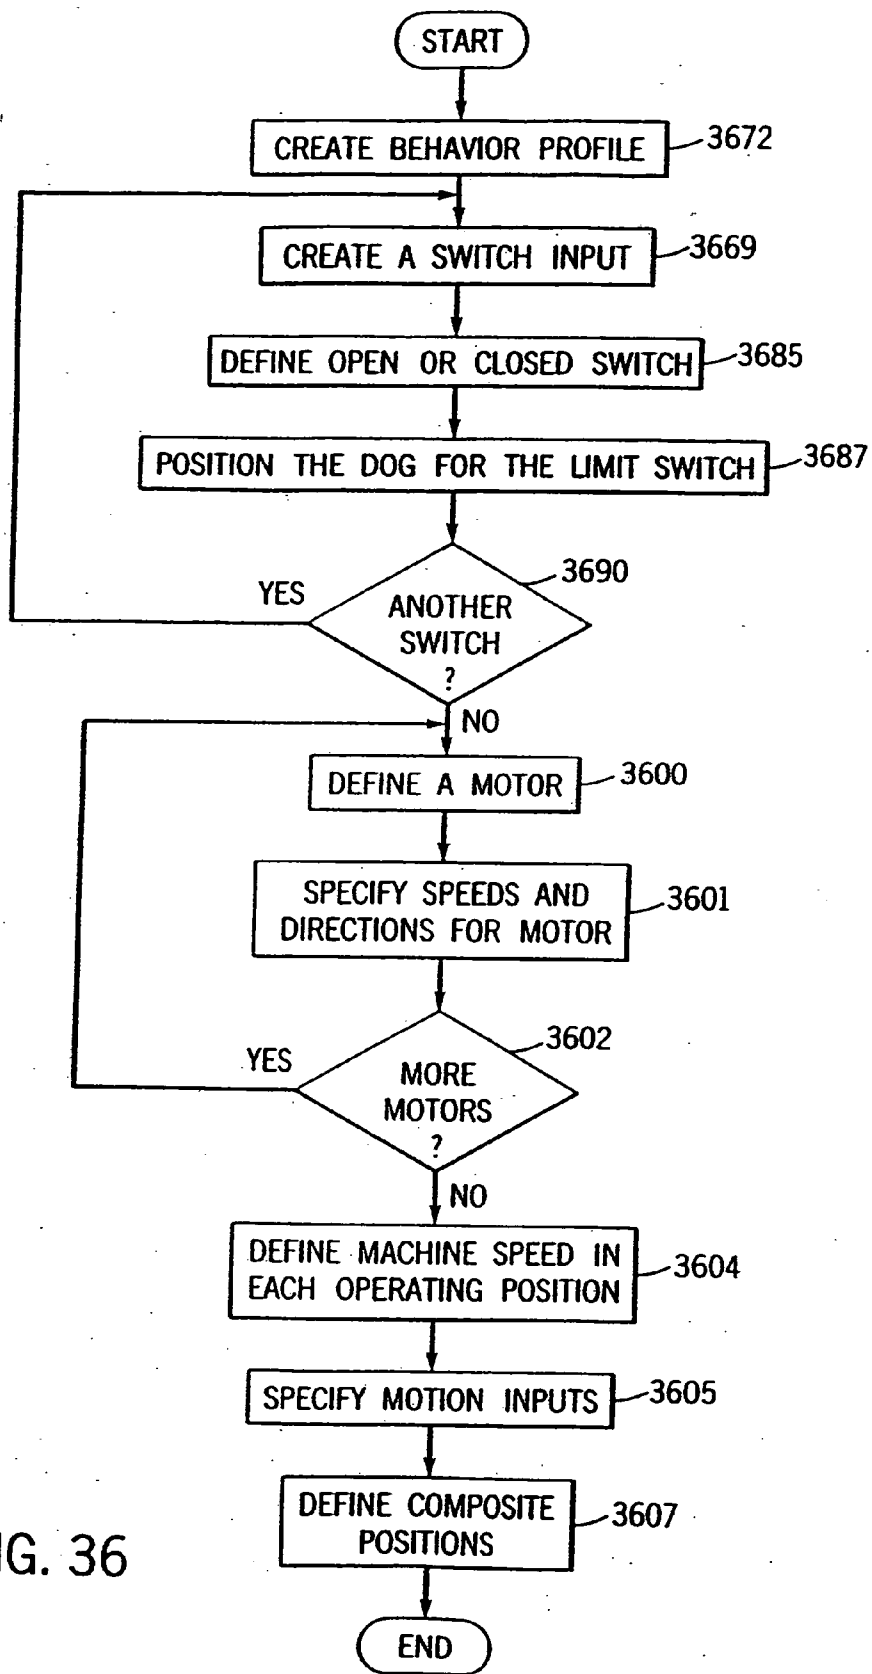 START
CREATE BEHAVIOR PROFILE
3672
CREATE A SWITCH INPUT
3669
DEFINE OPEN OR CLOSED SWITCH
3685
POSITION THE DOG FOR THE LIMIT SWITCH
3687
3690
YES
ANOTHER
SWITCH
?
NO
DEFINE A MOTOR
3600
SPECIFY SPEEDS AND
DIRECTIONS FOR MOTOR
3601
3602
YES
MORE
MOTORS
?
NO
DEFINE MACHINE SPEED IN
EACH OPERATING POSITION
3604
SPECIFY MOTION INPUTS
3605
DEFINE COMPOSITE
POSITIONS
3607
IG. 36
END